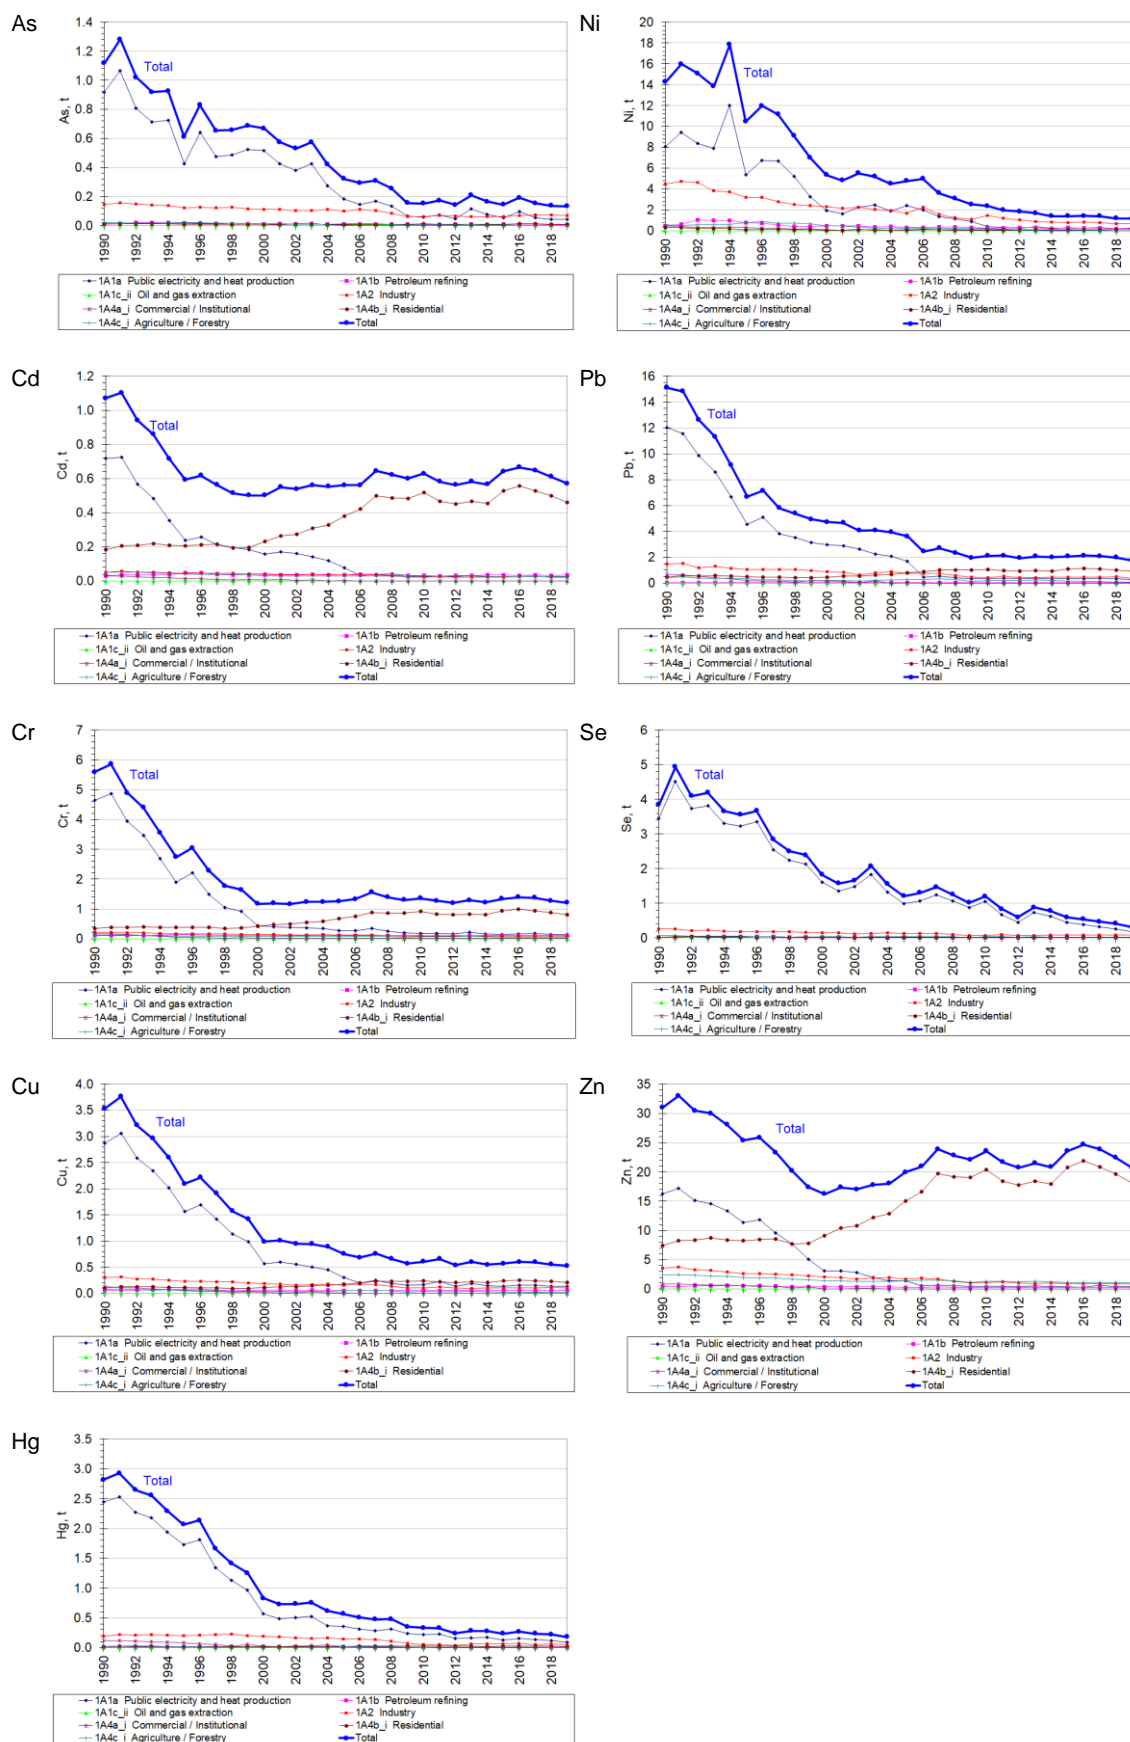 As
As, t
1.4
1.2
1.0
0.8
0.6
0.4
0.2
0.0
Total
1990 1992 1994 1996 1998 2000 2002 2004 2006 2008 2010 2012 2014 2016 2018
1A1a Public electricity and heat production 1A1b Petroleum refining
1A1c_ii Oil and gas extraction 1A2 Industry
1A4a_i Commercial / Institutional 1A4b_i Residential
1A4c_i Agriculture / Forestry Total
Ni
Ni, t
20
18
16
14
12
10
8
6
4
2
0
Total
1990 1992 1994 1996 1998 2000 2002 2004 2006 2008 2010 2012 2014 2016 2018
1A1a Public electricity and heat production 1A1b Petroleum refining
1A1c_ii Oil and gas extraction 1A2 Industry
1A4a_i Commercial / Institutional 1A4b_i Residential
1A4c_i Agriculture / Forestry Total
Cd
Cd, t
1.2
1.0
0.8
0.6
0.4
0.2
0.0
Total
1990 1992 1994 1996 1998 2000 2002 2004 2006 2008 2010 2012 2014 2016 2018
1A1a Public electricity and heat production 1A1b Petroleum refining
1A1c_ii Oil and gas extraction 1A2 Industry
1A4a_i Commercial / Institutional 1A4b_i Residential
1A4c_i Agriculture / Forestry Total
Pb
Pb, t
16
14
12
10
8
6
4
2
0
Total
1990 1992 1994 1996 1998 2000 2002 2004 2006 2008 2010 2012 2014 2016 2018
1A1a Public electricity and heat production 1A1b Petroleum refining
1A1c_ii Oil and gas extraction 1A2 Industry
1A4a_i Commercial / Institutional 1A4b_i Residential
1A4c_i Agriculture / Forestry Total
Cr
Cr, t
7
6
5
4
3
2
1
0
Total
1990 1992 1994 1996 1998 2000 2002 2004 2006 2008 2010 2012 2014 2016 2018
1A1a Public electricity and heat production 1A1b Petroleum refining
1A1c_ii Oil and gas extraction 1A2 Industry
1A4a_i Commercial / Institutional 1A4b_i Residential
1A4c_i Agriculture / Forestry Total
Se
Se, t
6
5
4
3
2
1
0
Total
1990 1992 1994 1996 1998 2000 2002 2004 2006 2008 2010 2012 2014 2016 2018
1A1a Public electricity and heat production 1A1b Petroleum refining
1A1c_ii Oil and gas extraction 1A2 Industry
1A4a_i Commercial / Institutional 1A4b_i Residential
1A4c_i Agriculture / Forestry Total
Cu
Cu, t
4.0
3.5
3.0
2.5
2.0
1.5
1.0
0.5
0.0
Total
1990 1992 1994 1996 1998 2000 2002 2004 2006 2008 2010 2012 2014 2016 2018
1A1a Public electricity and heat production 1A1b Petroleum refining
1A1c_ii Oil and gas extraction 1A2 Industry
1A4a_i Commercial / Institutional 1A4b_i Residential
1A4c_i Agriculture / Forestry Total
Zn
Zn, t
35
30
25
20
15
10
5
0
Total
1990 1992 1994 1996 1998 2000 2002 2004 2006 2008 2010 2012 2014 2016 2018
1A1a Public electricity and heat production 1A1b Petroleum refining
1A1c_ii Oil and gas extraction 1A2 Industry
1A4a_i Commercial / Institutional 1A4b_i Residential
1A4c_i Agriculture / Forestry Total
Hg
Hg, t
3.5
3.0
2.5
2.0
1.5
1.0
0.5
0.0
Total
1990 1992 1994 1996 1998 2000 2002 2004 2006 2008 2010 2012 2014 2016 2018
1A1a Public electricity and heat production 1A1b Petroleum refining
1A1c_ii Oil and gas extraction 1A2 Industry
1A4a_i Commercial / Institutional 1A4b_i Residential
1A4c_i Agriculture / Forestry Total